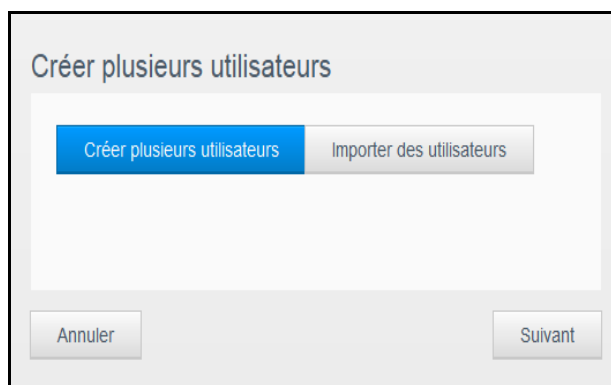 Créer plusieurs utilisateurs
Créer plusieurs utilisateurs Importer des utilisateurs
Annuler Suivant